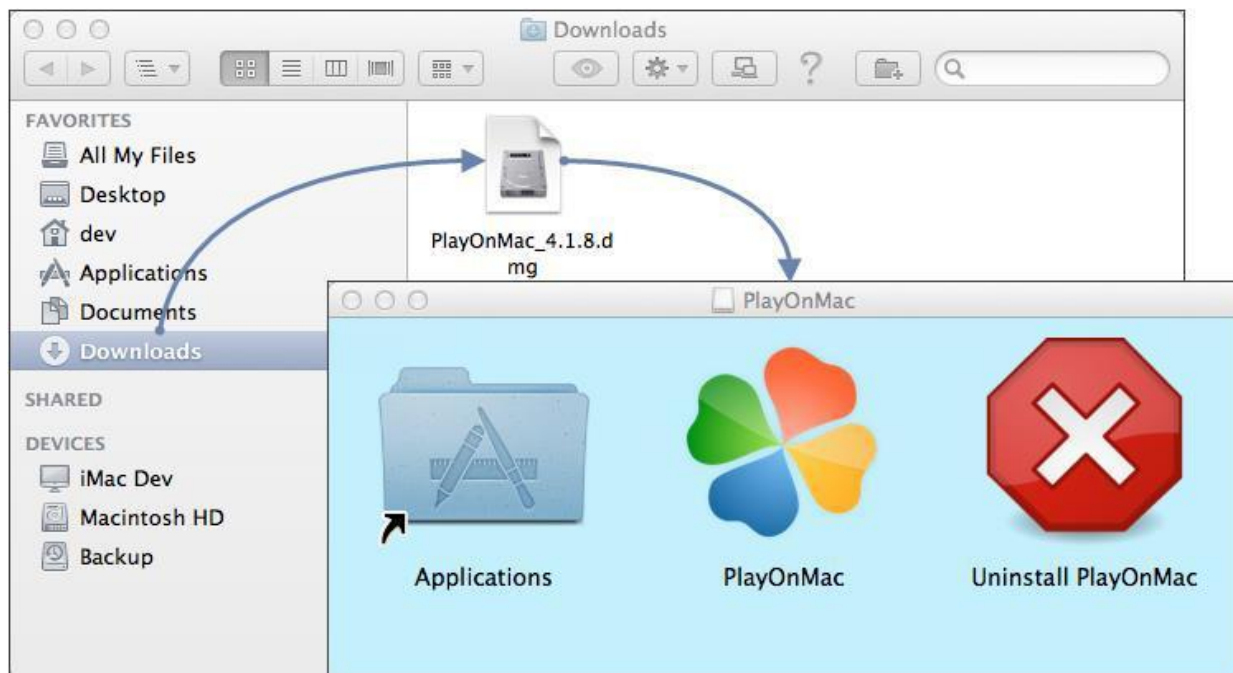 Downloads
FAVORITES
All My Files
Desktop
dev
Applications
Documents
Downloads
SHARED
DEVICES
iMac Dev
Macintosh HD
Backup
PlayOnMac_4.1.8.d
mg
PlayOnMac
Applications
PlayOnMac
Uninstall PlayOnMac